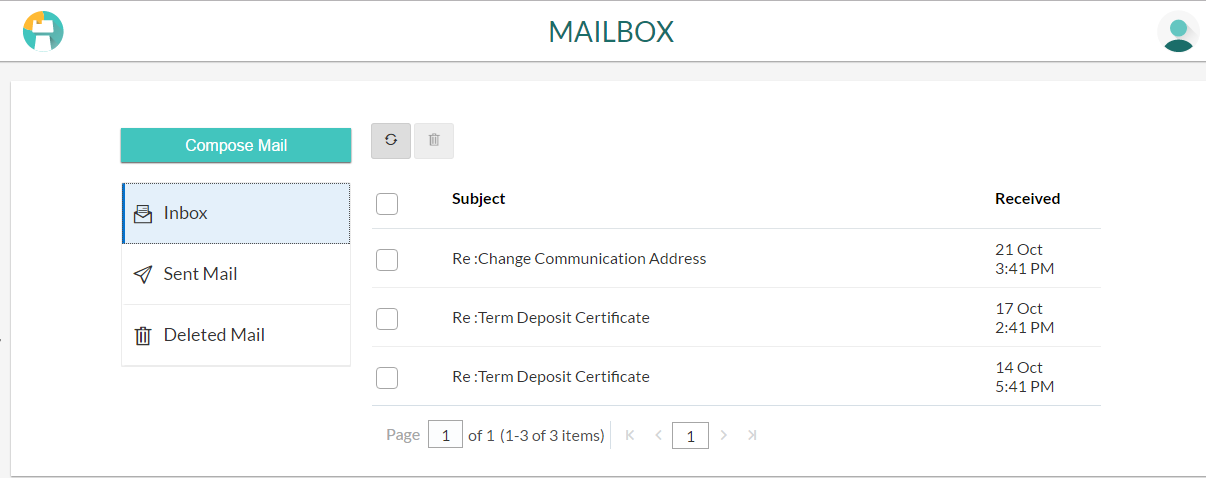 MAILBOX
Compose Mail
Inbox
Sent Mail
Deleted Mail
Subject Received
Re :Change Communication Address 21 Oct
3:41 PM
Re :Term Deposit Certificate 17 Oct
2:41 PM
Re :Term Deposit Certificate 14 Oct
5:41 PM
Page 1 of 1 (1-3 of 3 items) 1